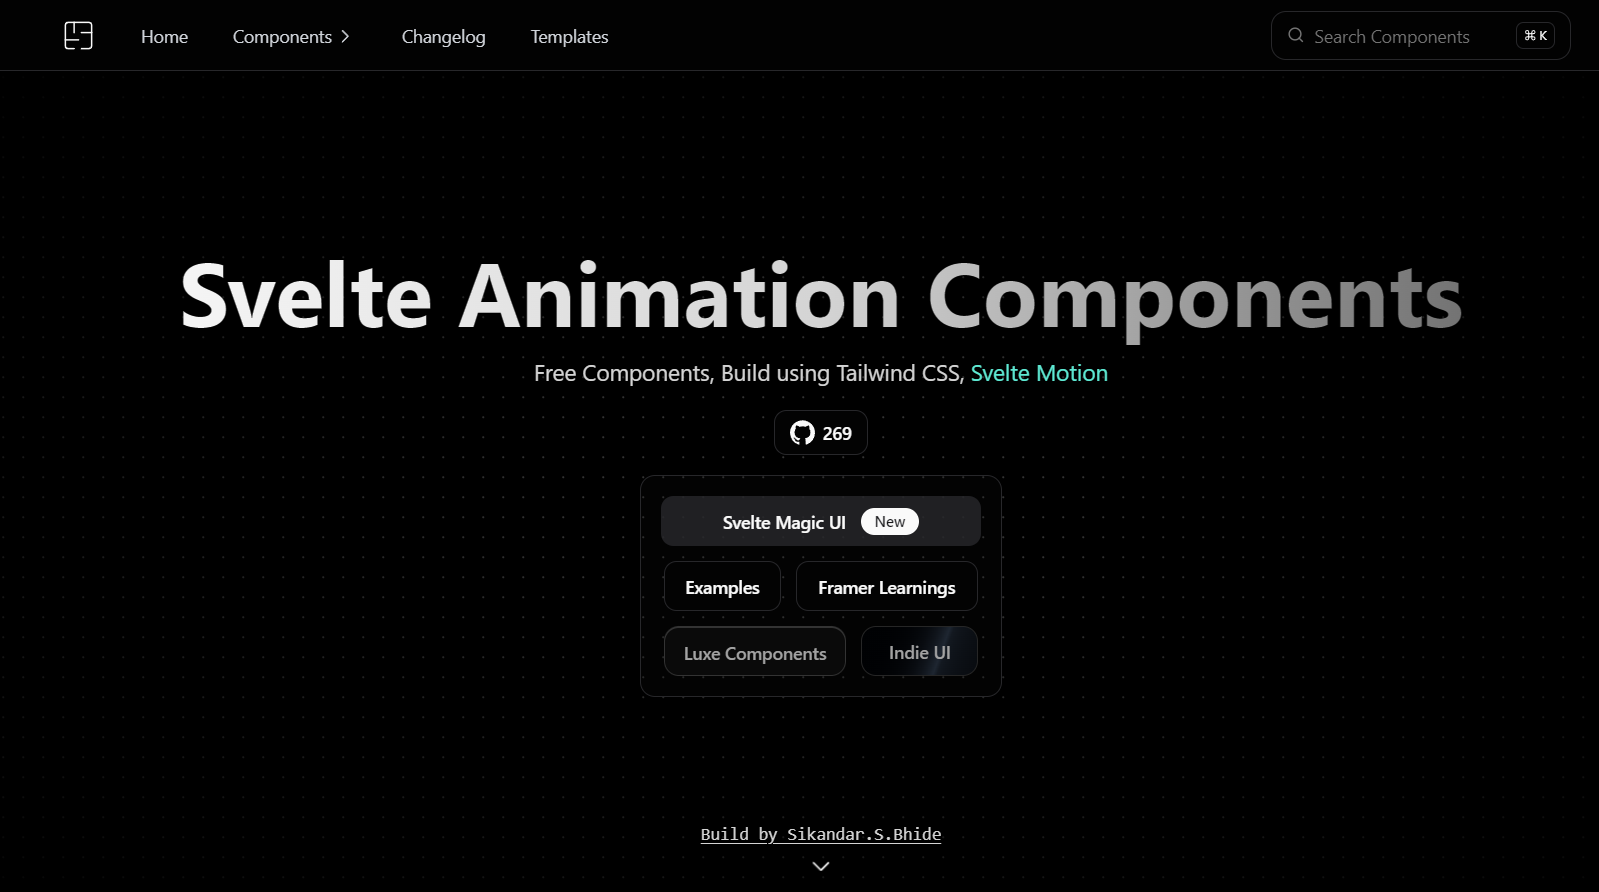 Home Components Changelog Templates Search Components ⌘ K
Svelte Animation Components
Free Components, Build using Tailwind CSS, Svelte Motion
269
Svelte Magic UI New
Examples Framer Learnings
Luxe Components Indie UI
Build by Sikandar.S.Bhide